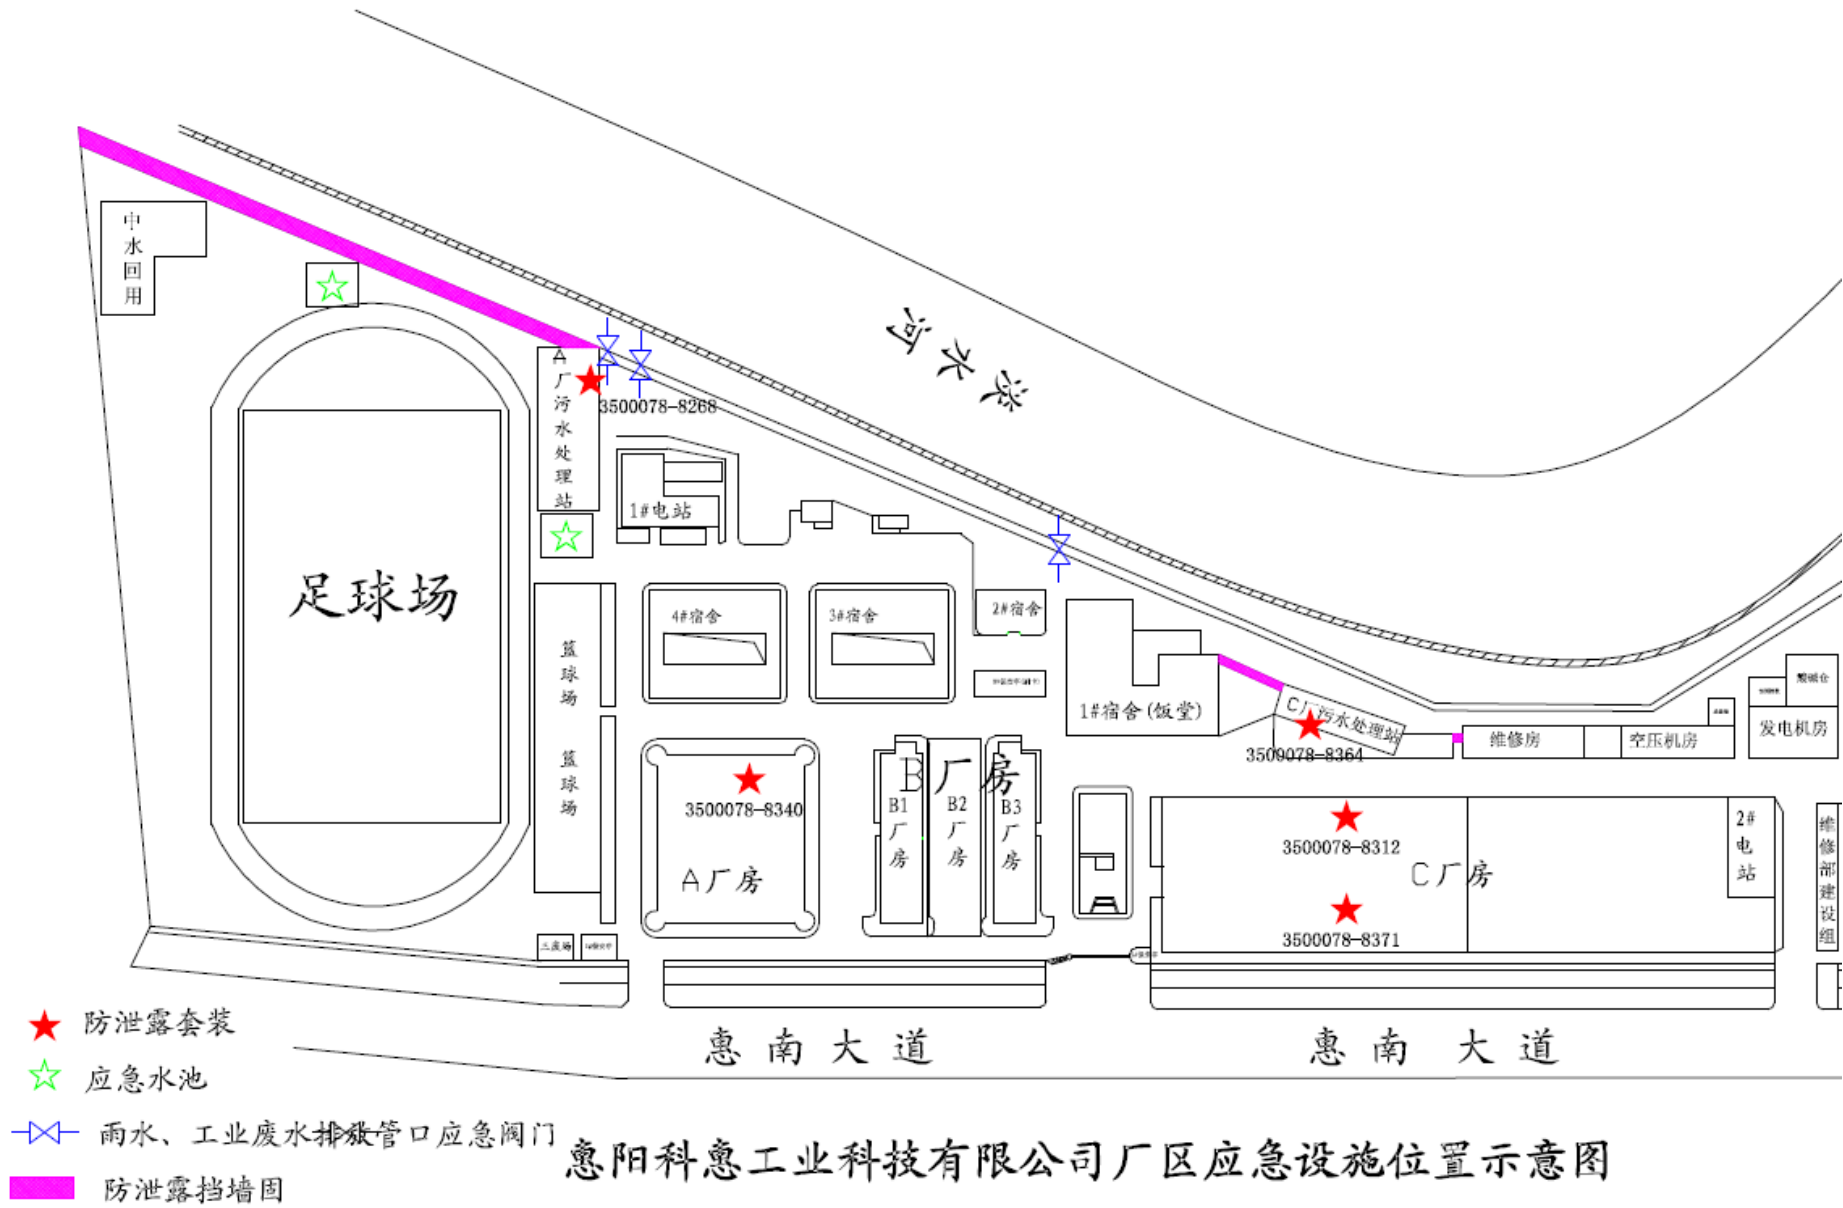 中水回用
淡水河
A厂污水处理站
3500078-8268
1#电站
足球场
4#宿舍
3#宿舍
2#宿舍
篮球场
篮球场
1#宿舍(饭堂)
C厂污水处理站
3500078-8364
维修房
空压机房
发电机房
3500078-8340
A厂房
B厂房
B1厂房
B2厂房
B3厂房
3500078-8312
C厂房
3500078-8371
2#电站
维修部建设组
三废场
惠南大道
惠南大道
防泄露套装
应急水池
雨水、工业废水排放管口应急阀门
防泄露挡墙固
惠阳科惠工业科技有限公司厂区应急设施位置示意图